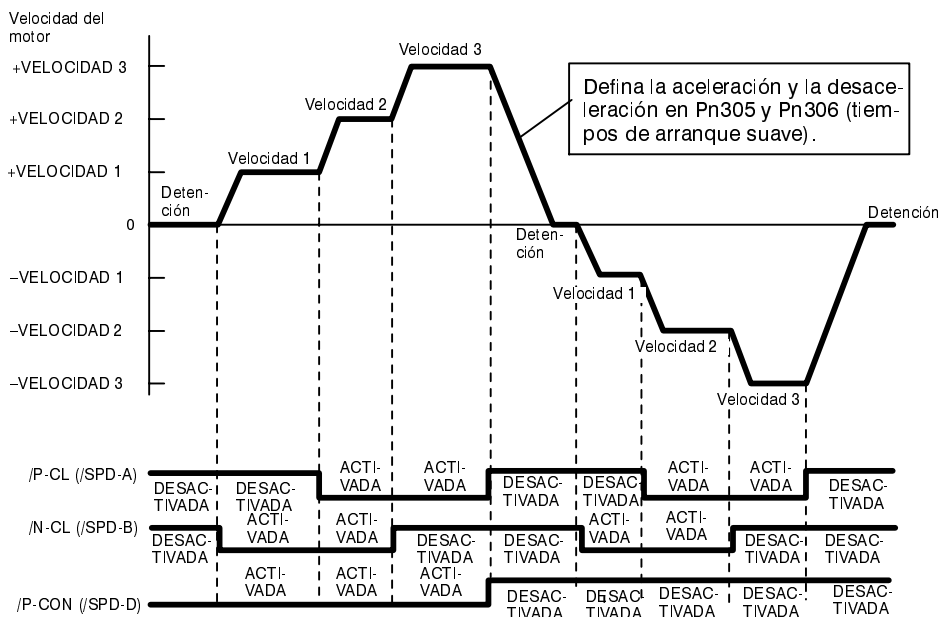 Velocidad del
motor
+VELOCIDAD 3
+VELOCIDAD 2
+VELOCIDAD 1
0
−VELOCIDAD 1
−VELOCIDAD 2
−VELOCIDAD 3
Velocidad 3
Velocidad 2
Velocidad 1
Deten-
ción
Defina la aceleración y la desace-
leración en Pn305 y Pn306 (tiem-
pos de arranque suave).
Deten-
ción
Detención
Velocidad 1
Velocidad 2
Velocidad 3
/P-CL (/SPD-A)
DESAC-
TIVADA
DESAC-
TIVADA
ACTI-
VADA
ACTI-
VADA
DESAC-
TIVADA
DESAC-
TIVADA
ACTI-
VADA
ACTI-
VADA
DESAC-
TIVADA
/N-CL (/SPD-B)
DESAC-
TIVADA
ACTI-
VADA
ACTI-
VADA
DESAC-
TIVADA
DESAC-
TIVADA
ACTI-
VADA
ACTI-
VADA
DESAC-
TIVADA
DESAC-
TIVADA
/P-CON (/SPD-D)
ACTI-
VADA
ACTI-
VADA
ACTI-
VADA
DESAC-
TIVADA
DESAC-
TIVADA
DESAC-
TIVADA
DESAC-
TIVADA
DESAC-
TIVADA